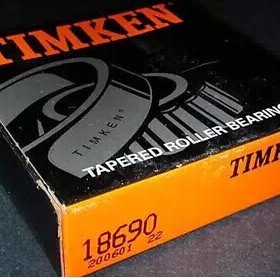 TIMKEN
TIMKEN®
TAPERED ROLLER BEARING
TIMK
18690
200601 22